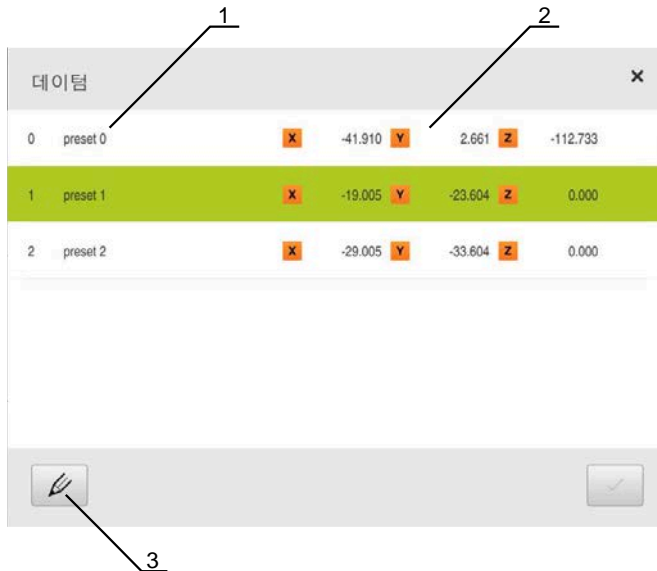 1 2
데이텀 ×
0 preset 0 X -41.910 Y 2.661 Z -112.733
1 preset 1 X -19.005 Y -23.604 Z 0.000
2 preset 2 X -29.005 Y -33.604 Z 0.000
3